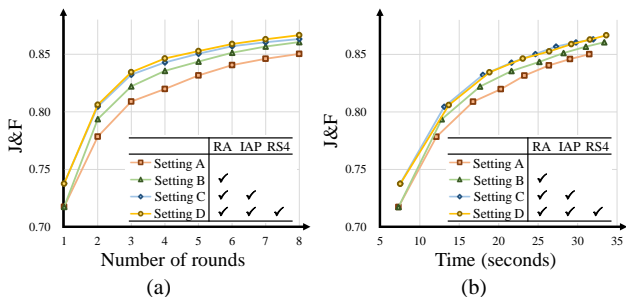 J&F
0.85
0.80
0.75
0.70
RA IAP RS4
Setting A
Setting B ✓
Setting C ✓ ✓
Setting D ✓ ✓ ✓
1 2 3 4 5 6 7 8
Number of rounds
(a)
J&F
0.85
0.80
0.75
0.70
RA IAP RS4
Setting A
Setting B ✓
Setting C ✓ ✓
Setting D ✓ ✓ ✓
5 10 15 20 25 30 35
Time (seconds)
(b)